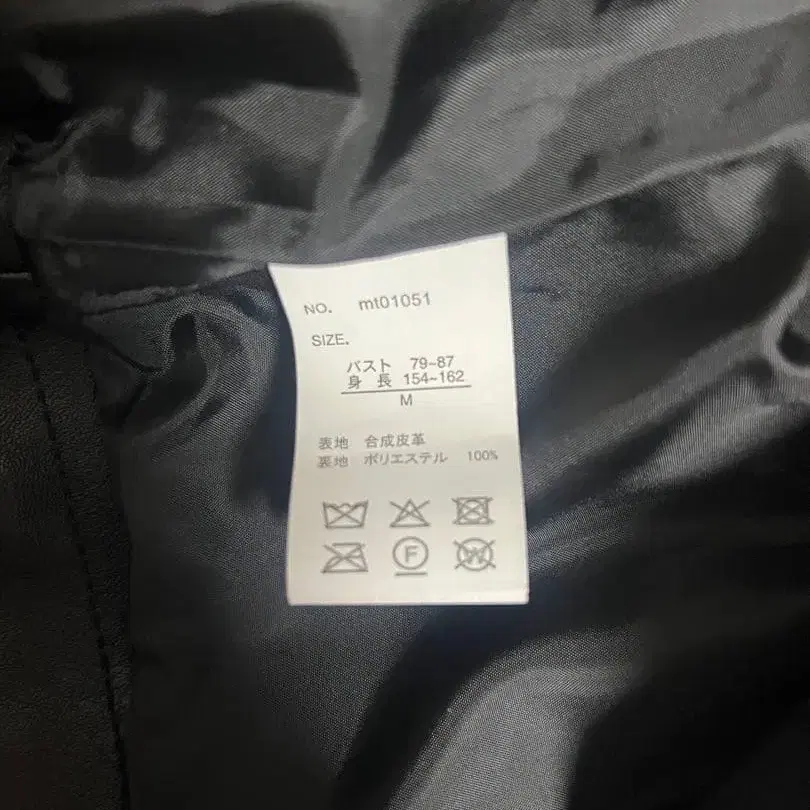 NO. mt01051
SIZE.
バスト 79~87
身 長 154~162
M
表地 合成皮革
裏地 ポリエステル 100%
F
W